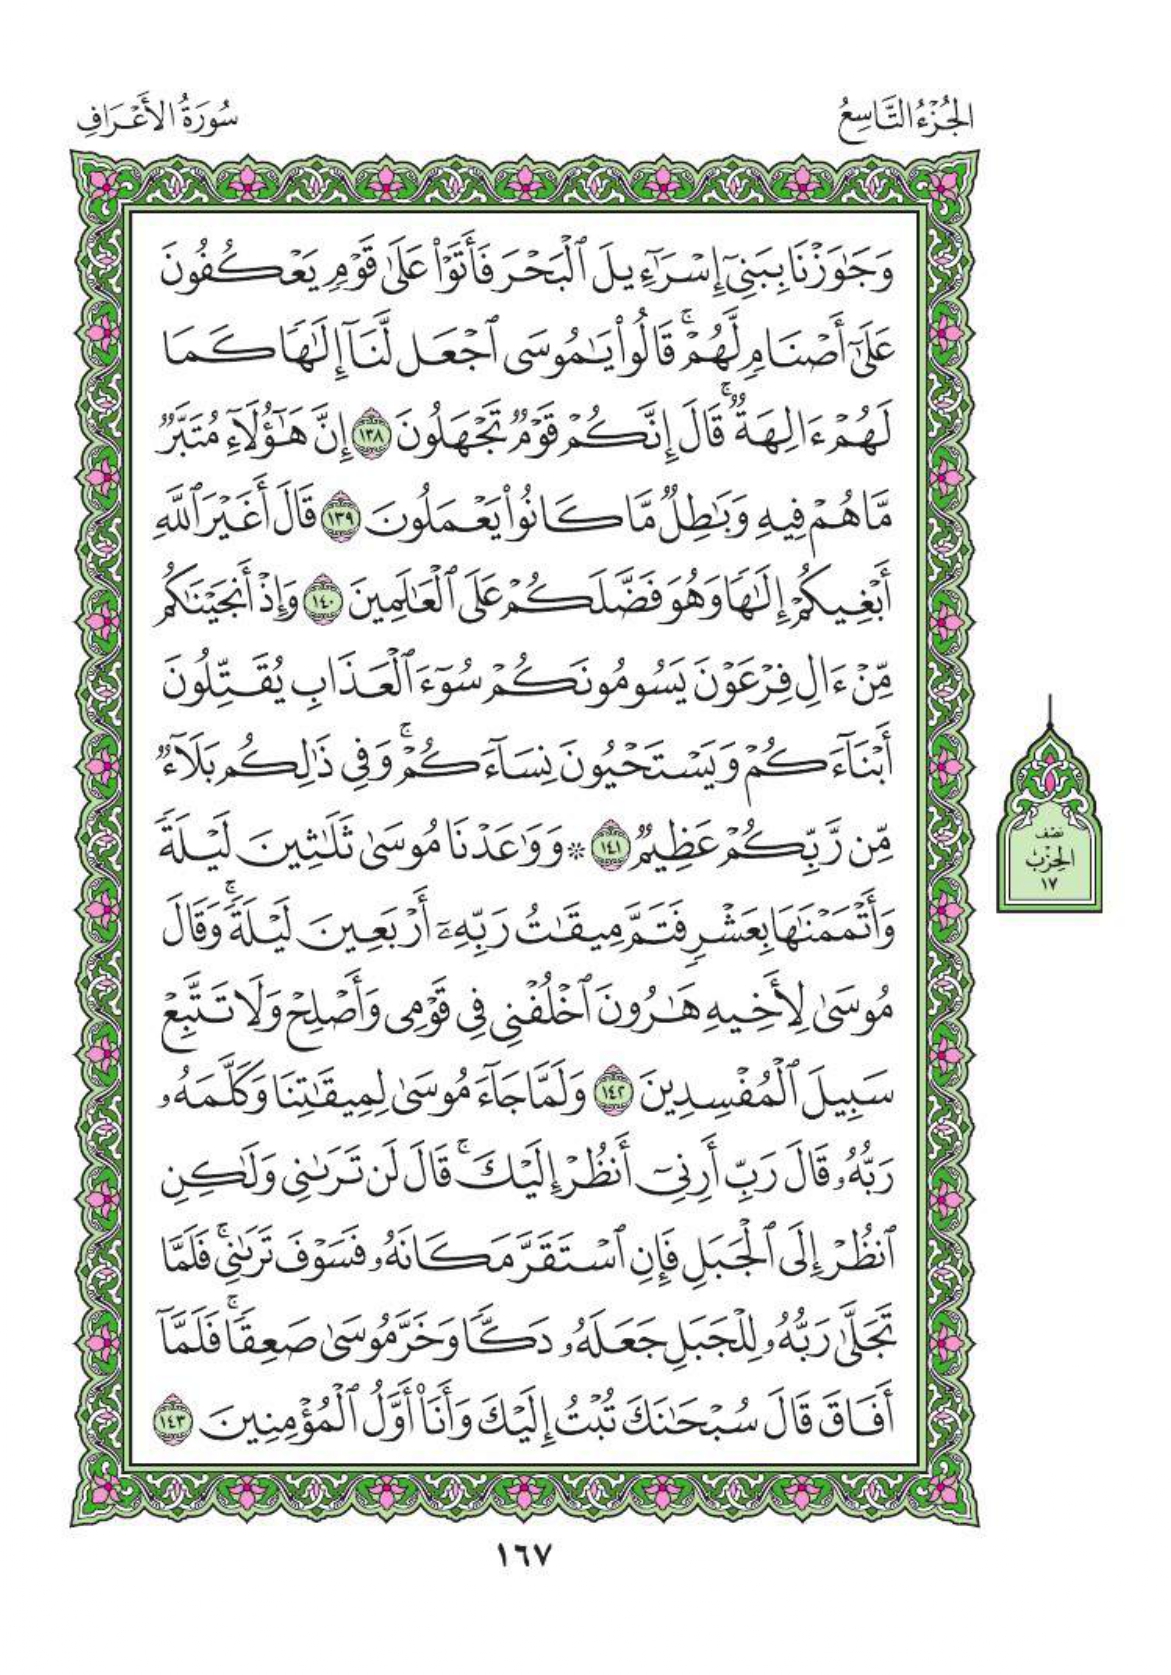 الجُزْءُ التَّاسِعُ
سُورَةُ الأَعْرَافِ
وَجَٰوَزْنَا بِبَنِىٓ إِسْرَٰٓءِيلَ ٱلْبَحْرَ فَأَتَوْا۟ عَلَىٰ قَوْمٍ يَعْكُفُونَ
عَلَىٰٓ أَصْنَامٍ لَّهُمْ ۚ قَالُوا۟ يَٰمُوسَى ٱجْعَل لَّنَآ إِلَٰهًا كَمَا
لَهُمْ ءَالِهَةٌ ۚ قَالَ إِنَّكُمْ قَوْمٌ تَجْهَلُونَ ١٣٨ إِنَّ هَٰٓؤُلَآءِ مُتَبَّرٌ
مَّا هُمْ فِيهِ وَبَٰطِلٌ مَّا كَانُوا۟ يَعْمَلُونَ ١٣٩ قَالَ أَغَيْرَ ٱللَّهِ
أَبْغِيكُمْ إِلَٰهًا وَهُوَ فَضَّلَكُمْ عَلَى ٱلْعَٰلَمِينَ ١٤٠ وَإِذْ أَنجَيْنَٰكُم
مِّنْ ءَالِ فِرْعَوْنَ يَسُومُونَكُمْ سُوٓءَ ٱلْعَذَابِ يُقَتِّلُونَ
أَبْنَآءَكُمْ وَيَسْتَحْيُونَ نِسَآءَكُمْ ۚ وَفِى ذَٰلِكُم بَلَآءٌ
مِّن رَّبِّكُمْ عَظِيمٌ ١٤١ ۞ وَوَٰعَدْنَا مُوسَىٰ ثَلَٰثِينَ لَيْلَةً
وَأَتْمَمْنَٰهَا بِعَشْرٍ فَتَمَّ مِيقَٰتُ رَبِّهِۦٓ أَرْبَعِينَ لَيْلَةً ۚ وَقَالَ
مُوسَىٰ لِأَخِيهِ هَٰرُونَ ٱخْلُفْنِى فِى قَوْمِى وَأَصْلِحْ وَلَا تَتَّبِعْ
سَبِيلَ ٱلْمُفْسِدِينَ ١٤٢ وَلَمَّا جَآءَ مُوسَىٰ لِمِيقَٰتِنَا وَكَلَّمَهُۥ
رَبُّهُۥ قَالَ رَبِّ أَرِنِىٓ أَنظُرْ إِلَيْكَ ۚ قَالَ لَن تَرَىٰنِى وَلَٰكِنِ
ٱنظُرْ إِلَى ٱلْجَبَلِ فَإِنِ ٱسْتَقَرَّ مَكَانَهُۥ فَسَوْفَ تَرَىٰنِى ۚ فَلَمَّا
تَجَلَّىٰ رَبُّهُۥ لِلْجَبَلِ جَعَلَهُۥ دَكًّا وَخَرَّ مُوسَىٰ صَعِقًا ۚ فَلَمَّآ
أَفَاقَ قَالَ سُبْحَٰنَكَ تُبْتُ إِلَيْكَ وَأَنَا۠ أَوَّلُ ٱلْمُؤْمِنِينَ ١٤٣
نصف
الحِزْب
١٧
١٦٧